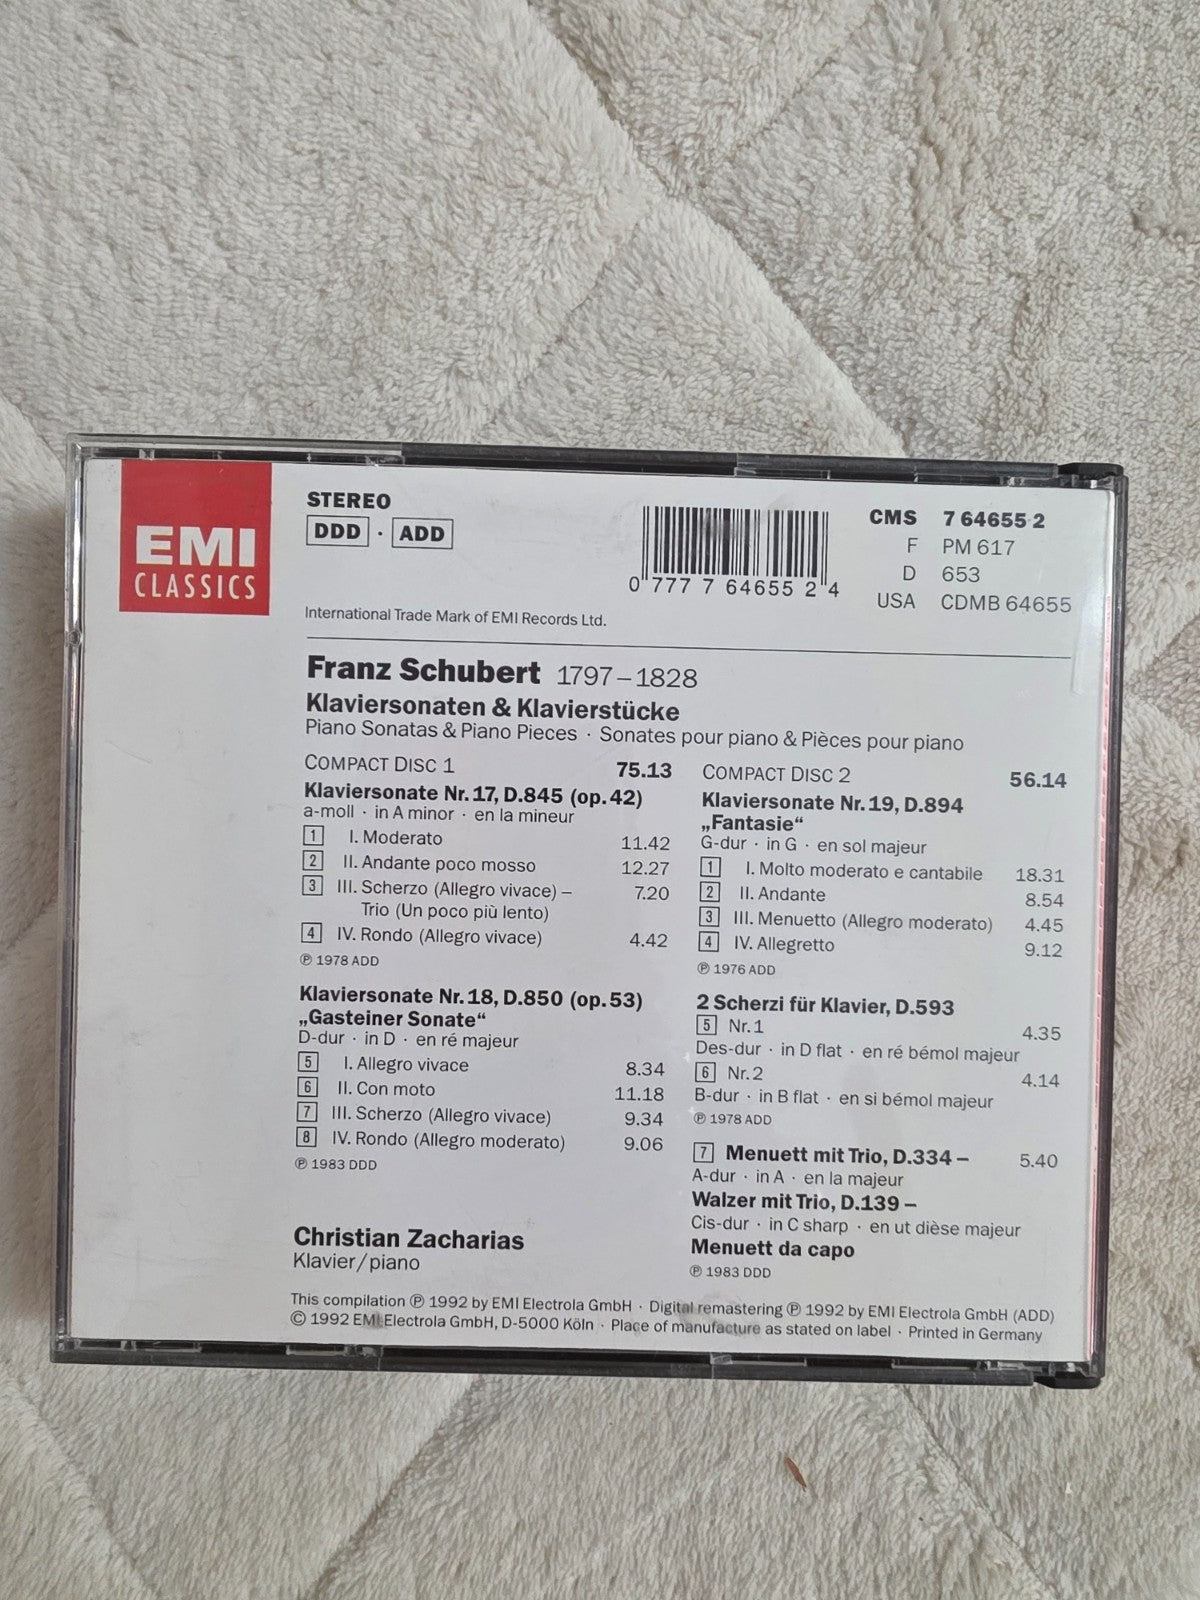 EMI
CLASSICS
STEREO
DDD · ADD
International Trade Mark of EMI Records Ltd.
0 777 7 64655 2 4
CMS 7 64655 2
F PM 617
D 653
USA CDMB 64655
Franz Schubert 1797–1828
Klaviersonaten & Klavierstücke
Piano Sonatas & Piano Pieces · Sonates pour piano & Pièces pour piano
COMPACT DISC 1 75.13
Klaviersonate Nr. 17, D.845 (op. 42)
a-moll · in A minor · en la mineur
1 I. Moderato 11.42
2 II. Andante poco mosso 12.27
3 III. Scherzo (Allegro vivace) – 7.20
Trio (Un poco più lento)
4 IV. Rondo (Allegro vivace) 4.42
℗ 1978 ADD
Klaviersonate Nr. 18, D.850 (op. 53)
„Gasteiner Sonate“
D-dur · in D · en ré majeur
5 I. Allegro vivace 8.34
6 II. Con moto 11.18
7 III. Scherzo (Allegro vivace) 9.34
8 IV. Rondo (Allegro moderato) 9.06
℗ 1983 DDD
Christian Zacharias
Klavier/piano
COMPACT DISC 2 56.14
Klaviersonate Nr. 19, D.894
„Fantasie“
G-dur · in G · en sol majeur
1 I. Molto moderato e cantabile 18.31
2 II. Andante 8.54
3 III. Menuetto (Allegro moderato) 4.45
4 IV. Allegretto 9.12
℗ 1976 ADD
2 Scherzi für Klavier, D.593
5 Nr. 1 4.35
Des-dur · in D flat · en ré bémol majeur
6 Nr. 2 4.14
B-dur · in B flat · en si bémol majeur
℗ 1978 ADD
7 Menuett mit Trio, D.334 – 5.40
A-dur · in A · en la majeur
Walzer mit Trio, D.139 –
Cis-dur · in C sharp · en ut dièse majeur
Menuett da capo
℗ 1983 DDD
This compilation ℗ 1992 by EMI Electrola GmbH · Digital remastering ℗ 1992 by EMI Electrola GmbH (ADD)
© 1992 EMI Electrola GmbH, D-5000 Köln · Place of manufacture as stated on label · Printed in Germany